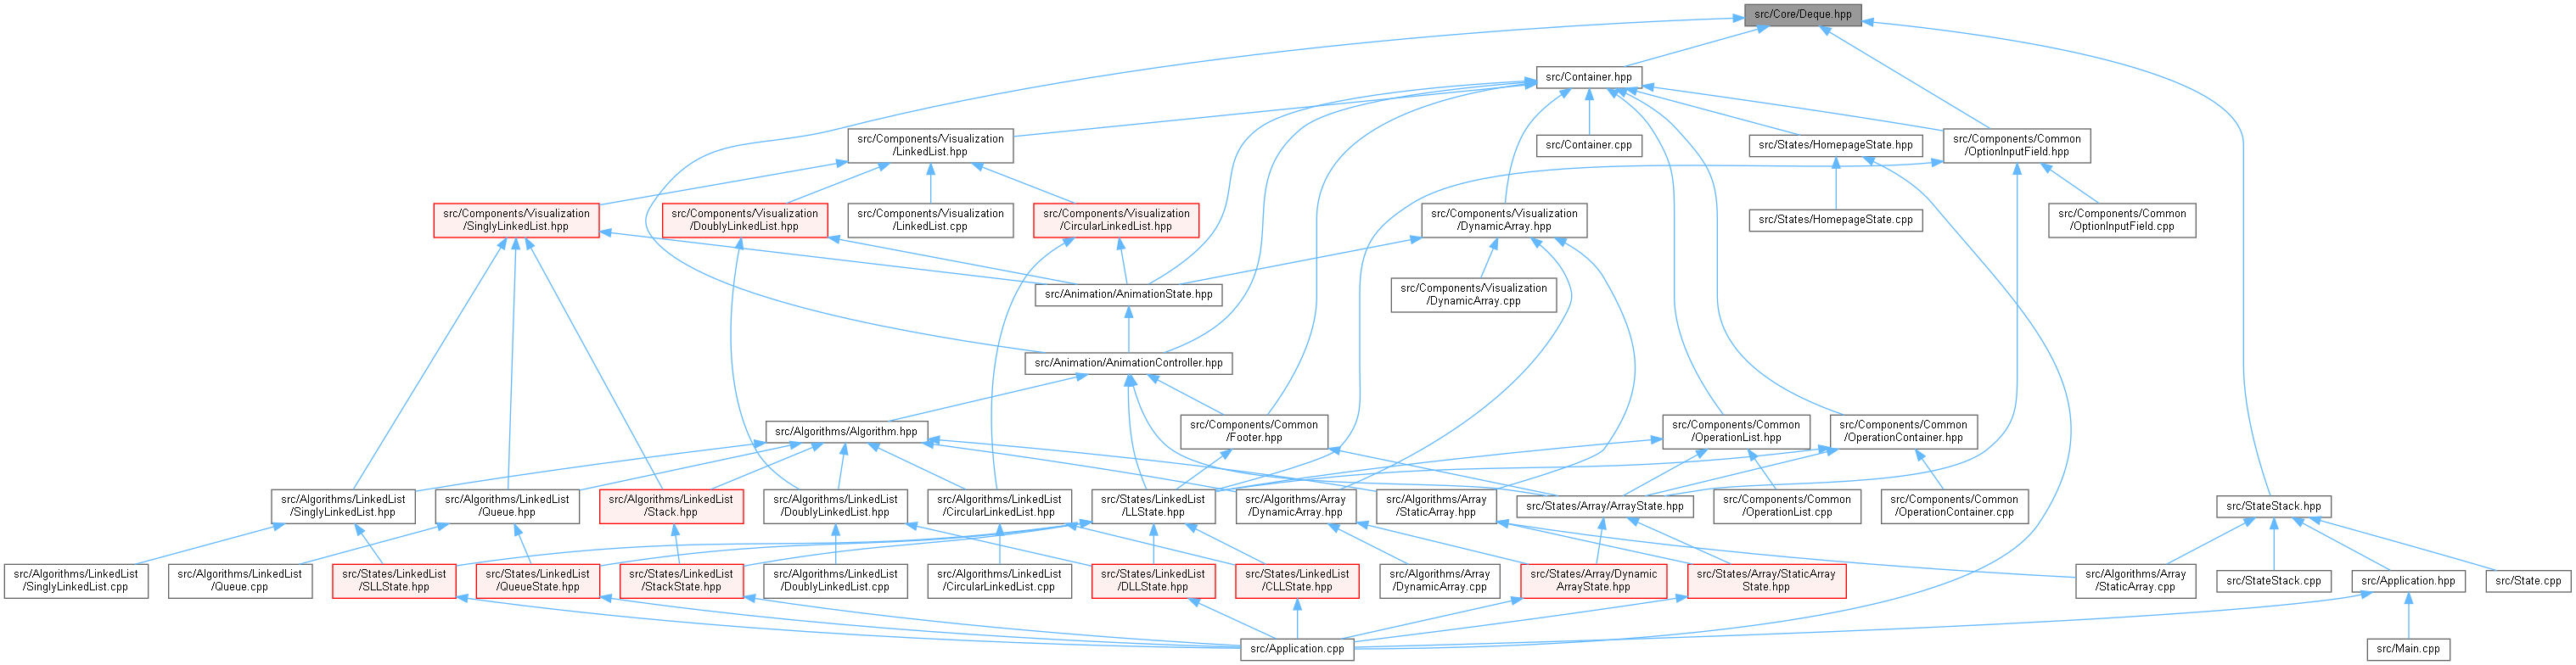 src/Core/Deque.hpp
src/Container.hpp
src/Components/Visualization
/LinkedList.hpp
src/Container.cpp
src/States/HomepageState.hpp
src/Components/Common
/OptionInputField.hpp
src/Components/Visualization
/SinglyLinkedList.hpp
src/Components/Visualization
/DoublyLinkedList.hpp
src/Components/Visualization
/LinkedList.cpp
src/Components/Visualization
/CircularLinkedList.hpp
src/Components/Visualization
/DynamicArray.hpp
src/States/HomepageState.cpp
src/Components/Common
/OptionInputField.cpp
src/Animation/AnimationState.hpp
src/Components/Visualization
/DynamicArray.cpp
src/Animation/AnimationController.hpp
src/Algorithms/Algorithm.hpp
src/Components/Common
/Footer.hpp
src/Components/Common
/OperationList.hpp
src/Components/Common
/OperationContainer.hpp
src/Algorithms/LinkedList
/SinglyLinkedList.hpp
src/Algorithms/LinkedList
/Queue.hpp
src/Algorithms/LinkedList
/Stack.hpp
src/Algorithms/LinkedList
/DoublyLinkedList.hpp
src/Algorithms/LinkedList
/CircularLinkedList.hpp
src/States/LinkedList
/LLState.hpp
src/Algorithms/Array
/DynamicArray.hpp
src/Algorithms/Array
/StaticArray.hpp
src/States/Array/ArrayState.hpp
src/Components/Common
/OperationList.cpp
src/Components/Common
/OperationContainer.cpp
src/StateStack.hpp
src/Algorithms/LinkedList
/SinglyLinkedList.cpp
src/Algorithms/LinkedList
/Queue.cpp
src/States/LinkedList
/SLLState.hpp
src/States/LinkedList
/QueueState.hpp
src/States/LinkedList
/StackState.hpp
src/Algorithms/LinkedList
/DoublyLinkedList.cpp
src/Algorithms/LinkedList
/CircularLinkedList.cpp
src/States/LinkedList
/DLLState.hpp
src/States/LinkedList
/CLLState.hpp
src/Algorithms/Array
/DynamicArray.cpp
src/States/Array/Dynamic
ArrayState.hpp
src/States/Array/StaticArray
State.hpp
src/Algorithms/Array
/StaticArray.cpp
src/StateStack.cpp
src/Application.hpp
src/State.cpp
src/Application.cpp
src/Main.cpp